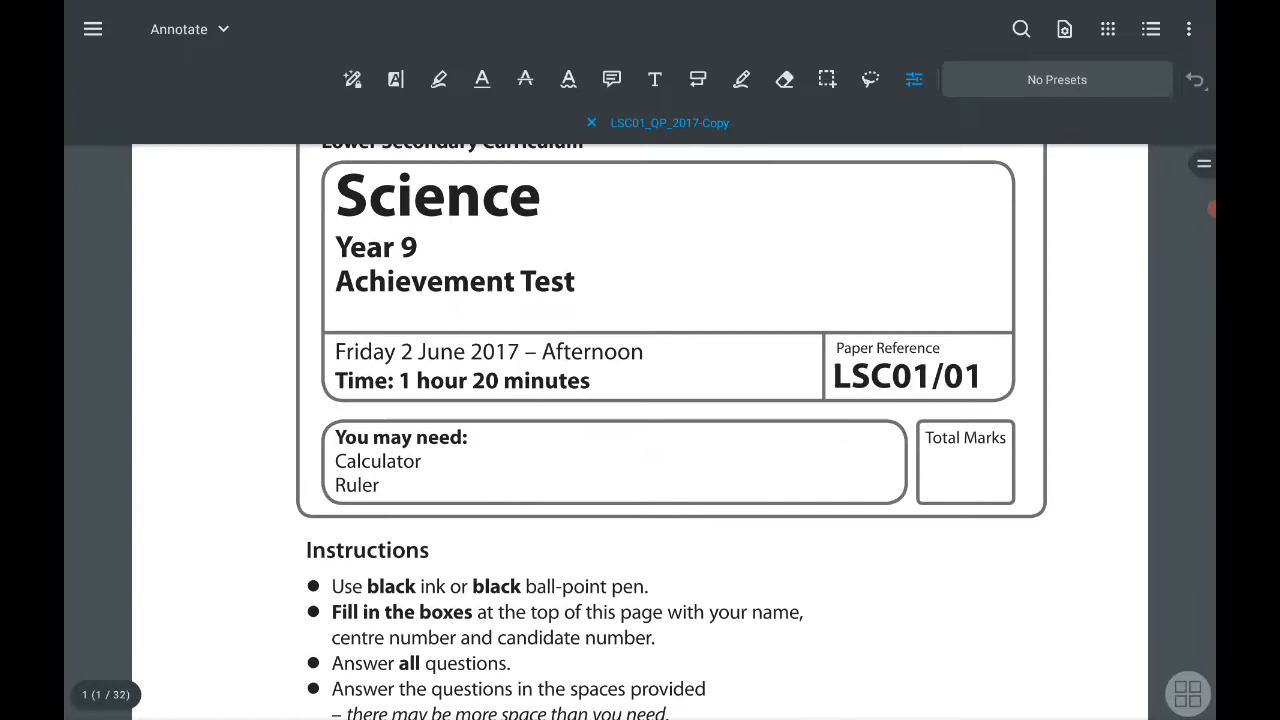 Annotate
No Presets
LSC01_QP_2017-Copy
Lower Secondary Curriculum
Science
Year 9
Achievement Test
Friday 2 June 2017 – Afternoon
Time: 1 hour 20 minutes
Paper Reference
LSC01/01
You may need:
Calculator
Ruler
Total Marks
Instructions
● Use black ink or black ball-point pen.
● Fill in the boxes at the top of this page with your name,
centre number and candidate number.
● Answer all questions.
● Answer the questions in the spaces provided
– there may be more space than you need.
1 (1 / 32)